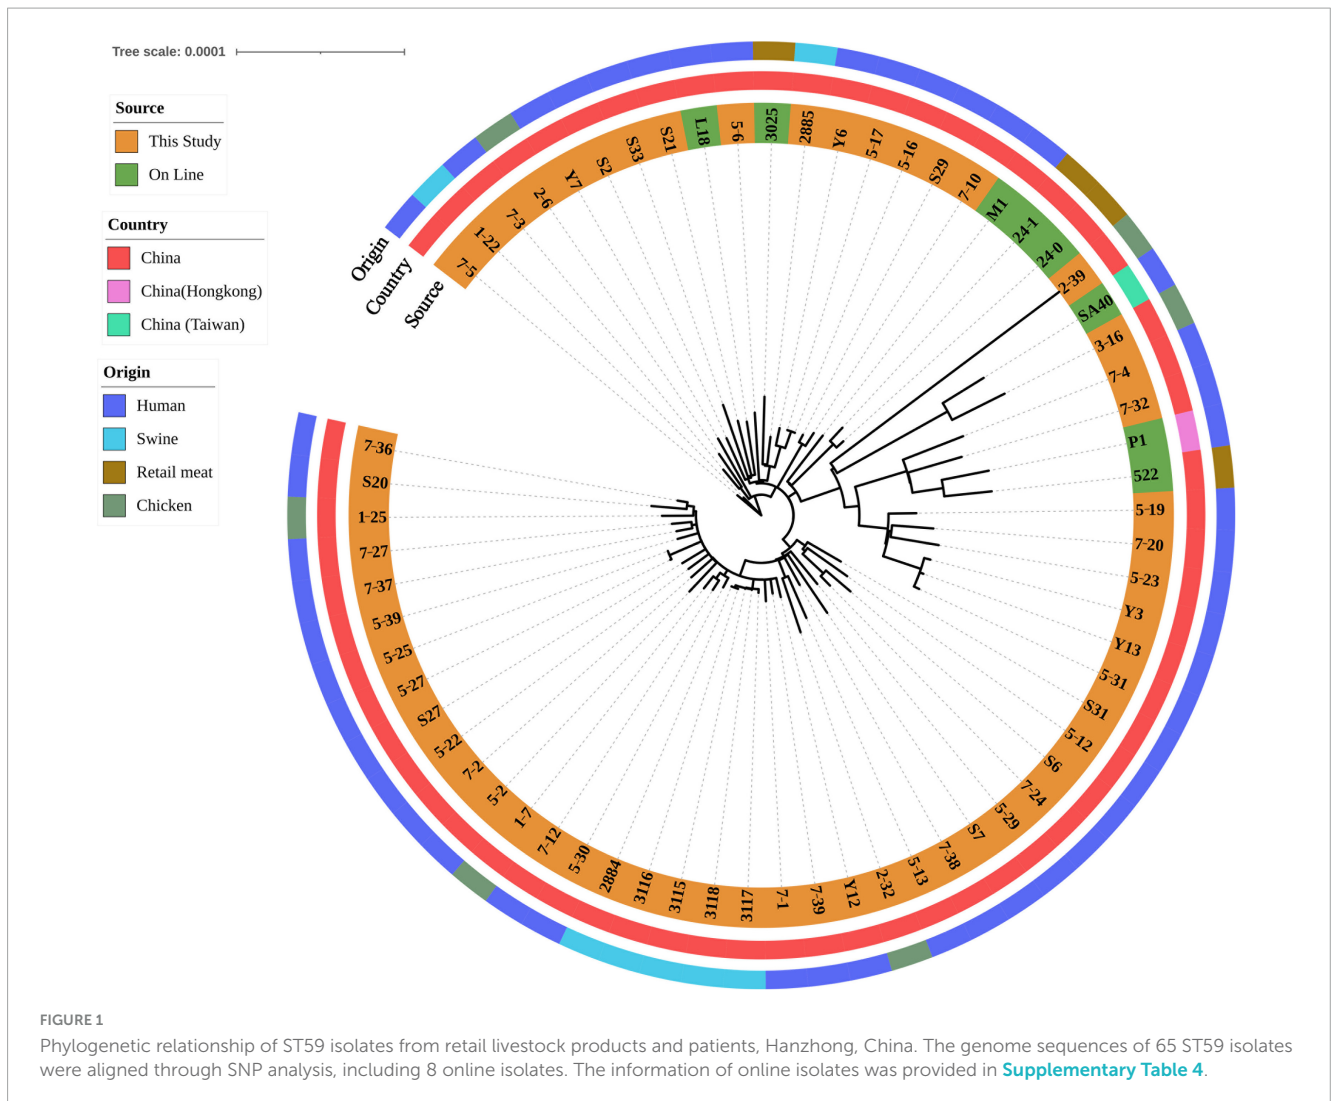 Tree scale: 0.0001
Source
This Study
On Line
Country
China
China(Hongkong)
China (Taiwan)
Origin
Human
Swine
Retail meat
Chicken
Origin
Country
Source
7-5
1-22
7-3
2-6
Y7
S2
S33
S21
L18
5-6
3025
2885
Y6
5-17
5-16
S29
7-10
M1
24-1
24-0
2-39
SA40
3-16
7-4
7-32
P1
522
5-19
7-20
5-23
Y3
Y13
5-31
S31
5-12
S6
7-24
5-29
S7
7-38
5-13
2-32
Y12
7-39
7-1
3117
3118
3115
3116
2884
5-30
7-12
1-7
5-2
7-2
5-22
S27
5-27
5-25
5-39
7-37
7-27
1-25
S20
7-36
FIGURE 1
Phylogenetic relationship of ST59 isolates from retail livestock products and patients, Hanzhong, China. The genome sequences of 65 ST59 isolates
were aligned through SNP analysis, including 8 online isolates. The information of online isolates was provided in Supplementary Table 4.